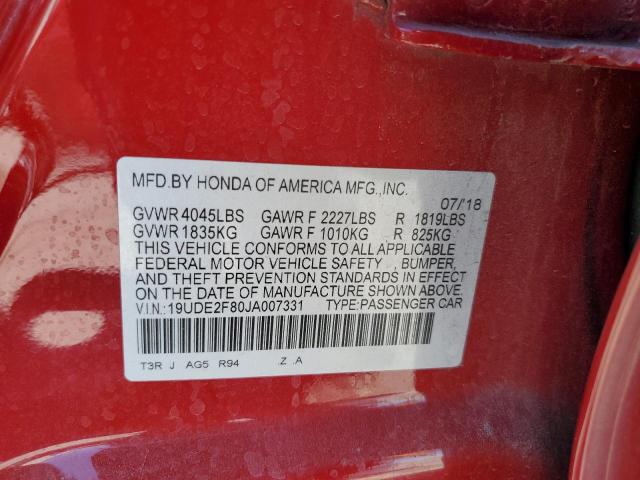 MFD.BY HONDA OF AMERICA MFG.,INC.
07/'18
GVWR 4045LBS GAWR F 2227LBS R 1819LBS
GVWR 1835KG GAWR F 1010KG R 825KG
THIS VEHICLE CONFORMS TO ALL APPLICABLE
FEDERAL MOTOR VEHICLE SAFETY , BUMPER,
AND THEFT PREVENTION STANDARDS IN EFFECT
ON THE DATE OF MANUFACTURE SHOWN ABOVE.
V.I.N.:19UDE2F80JA007331 TYPE:PASSENGER CAR
T3R J AG5 R94 .Z .A